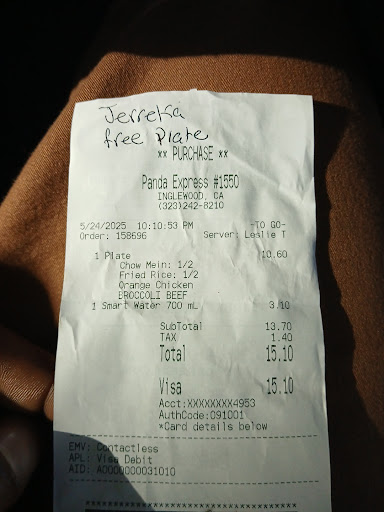 Jerreka
free Plate
** PURCHASE **
Panda Express #1550
INGLEWOOD, CA
(323)242-8210
5/24/2025 10:10:53 PM -TO GO-
Order: 158696 Server: Leslie T
1 Plate 10.60
Chow Mein: 1/2
Fried Rice: 1/2
Orange Chicken
BROCCOLI BEEF
1 Smart Water 700 mL 3.10
SubTotal 13.70
TAX 1.40
Total 15.10
Visa 15.10
Acct:XXXXXXXX4953
AuthCode:091001
*Card details below
EMV: Contactless
APL: Visa Debit
AID: A0000000031010